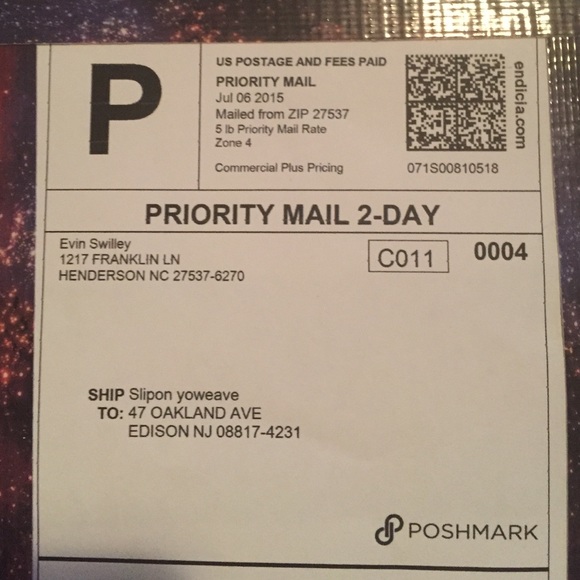 P
US POSTAGE AND FEES PAID
PRIORITY MAIL
Jul 06 2015
Mailed from ZIP 27537
5 lb Priority Mail Rate
Zone 4
Commercial Plus Pricing
071S00810518
endicia.com
PRIORITY MAIL 2-DAY
Evin Swilley
1217 FRANKLIN LN
HENDERSON NC 27537-6270
C011
0004
SHIP Slipon yoweave
TO: 47 OAKLAND AVE
EDISON NJ 08817-4231
POSHMARK